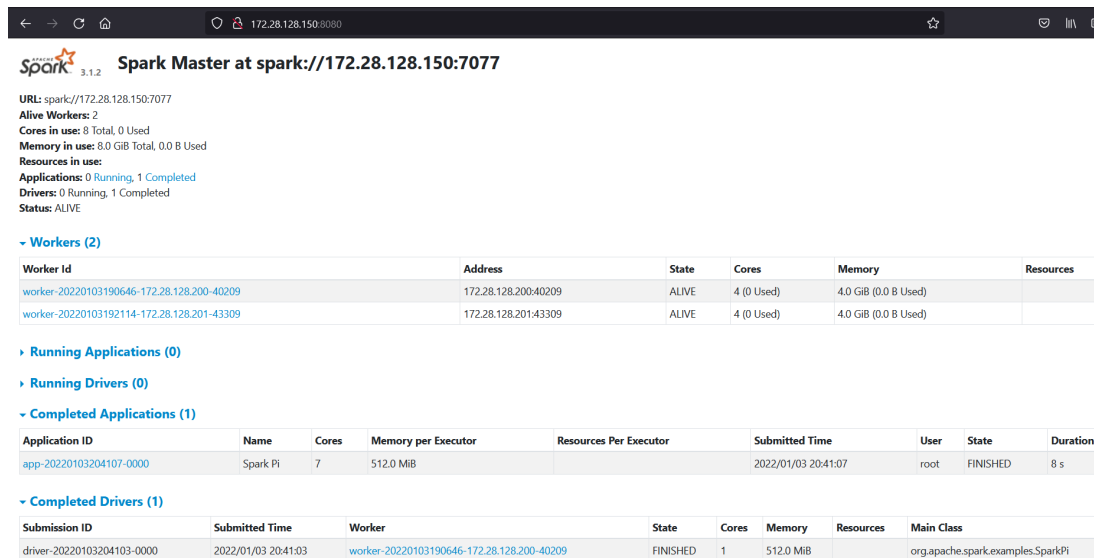 172.28.128.150:8080
APACHE Spark 3.1.2 Spark Master at spark://172.28.128.150:7077
URL: spark://172.28.128.150:7077
Alive Workers: 2
Cores in use: 8 Total, 0 Used
Memory in use: 8.0 GiB Total, 0.0 B Used
Resources in use:
Applications: 0 Running, 1 Completed
Drivers: 0 Running, 1 Completed
Status: ALIVE
Workers (2)
Worker Id Address State Cores Memory Resources
worker-20220103190646-172.28.128.200-40209 172.28.128.200:40209 ALIVE 4 (0 Used) 4.0 GiB (0.0 B Used)
worker-20220103192114-172.28.128.201-43309 172.28.128.201:43309 ALIVE 4 (0 Used) 4.0 GiB (0.0 B Used)
Running Applications (0)
Running Drivers (0)
Completed Applications (1)
Application ID Name Cores Memory per Executor Resources Per Executor Submitted Time User State Duration
app-20220103204107-0000 Spark Pi 7 512.0 MiB 2022/01/03 20:41:07 root FINISHED 8 s
Completed Drivers (1)
Submission ID Submitted Time Worker State Cores Memory Resources Main Class
driver-20220103204103-0000 2022/01/03 20:41:03 worker-20220103190646-172.28.128.200-40209 FINISHED 1 512.0 MiB org.apache.spark.examples.SparkPi